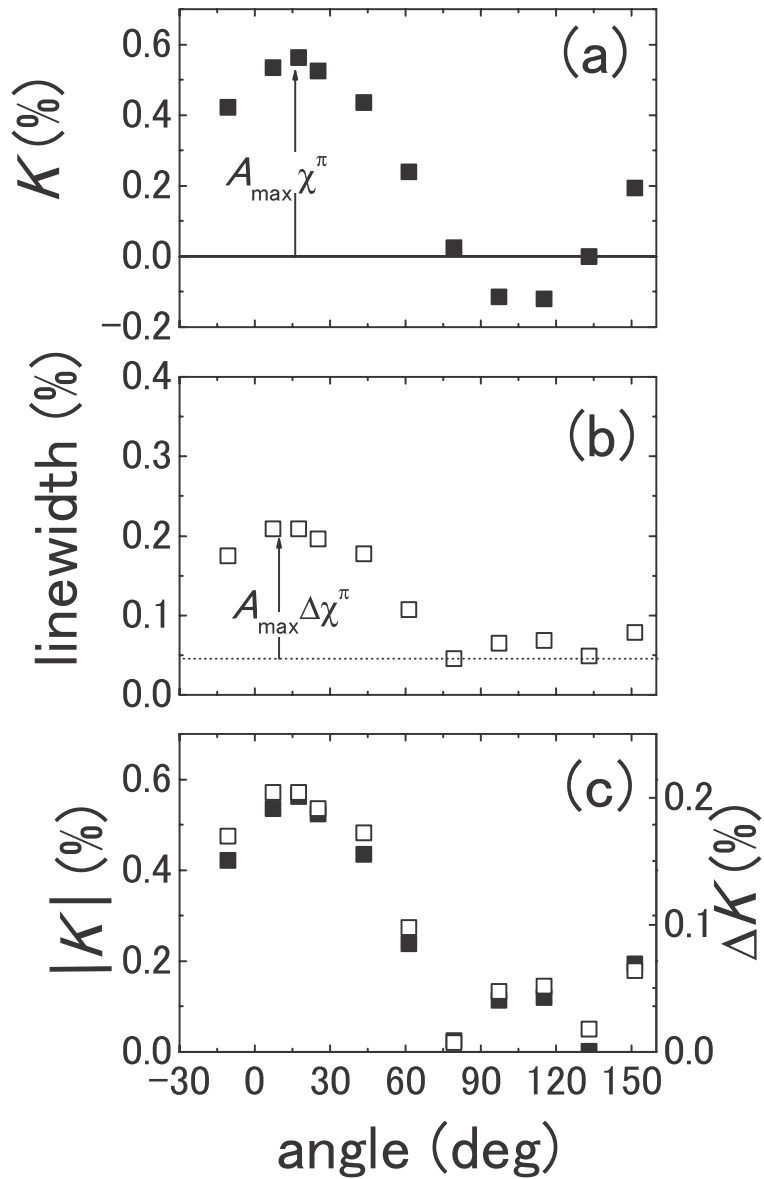 (a)
K (%)
0.6
0.4
0.2
0.0
−0.2
A_max χ^π
(b)
linewidth (%)
0.4
0.3
0.2
0.1
0.0
A_max Δχ^π
(c)
|K| (%)
0.6
0.4
0.2
0.0
ΔK (%)
0.2
0.1
0.0
−30 0 30 60 90 120 150
angle (deg)